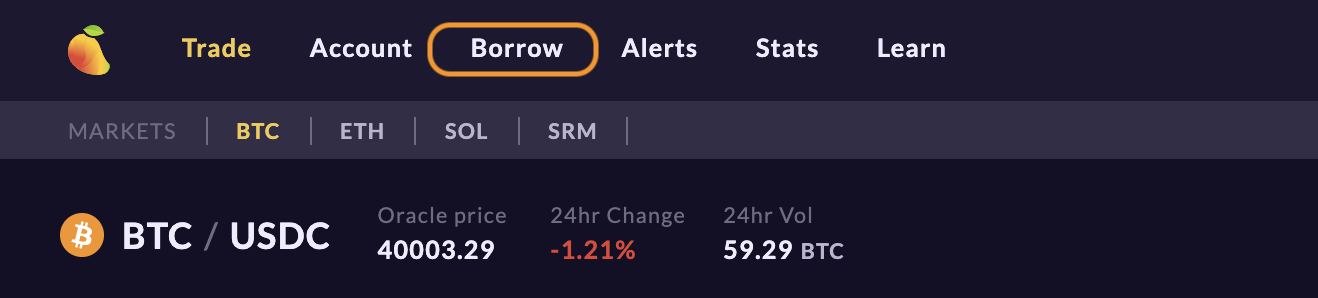 Trade Account Borrow Alerts Stats Learn
MARKETS BTC ETH SOL SRM
BTC / USDC
Oracle price 24hr Change 24hr Vol
40003.29 -1.21% 59.29 BTC